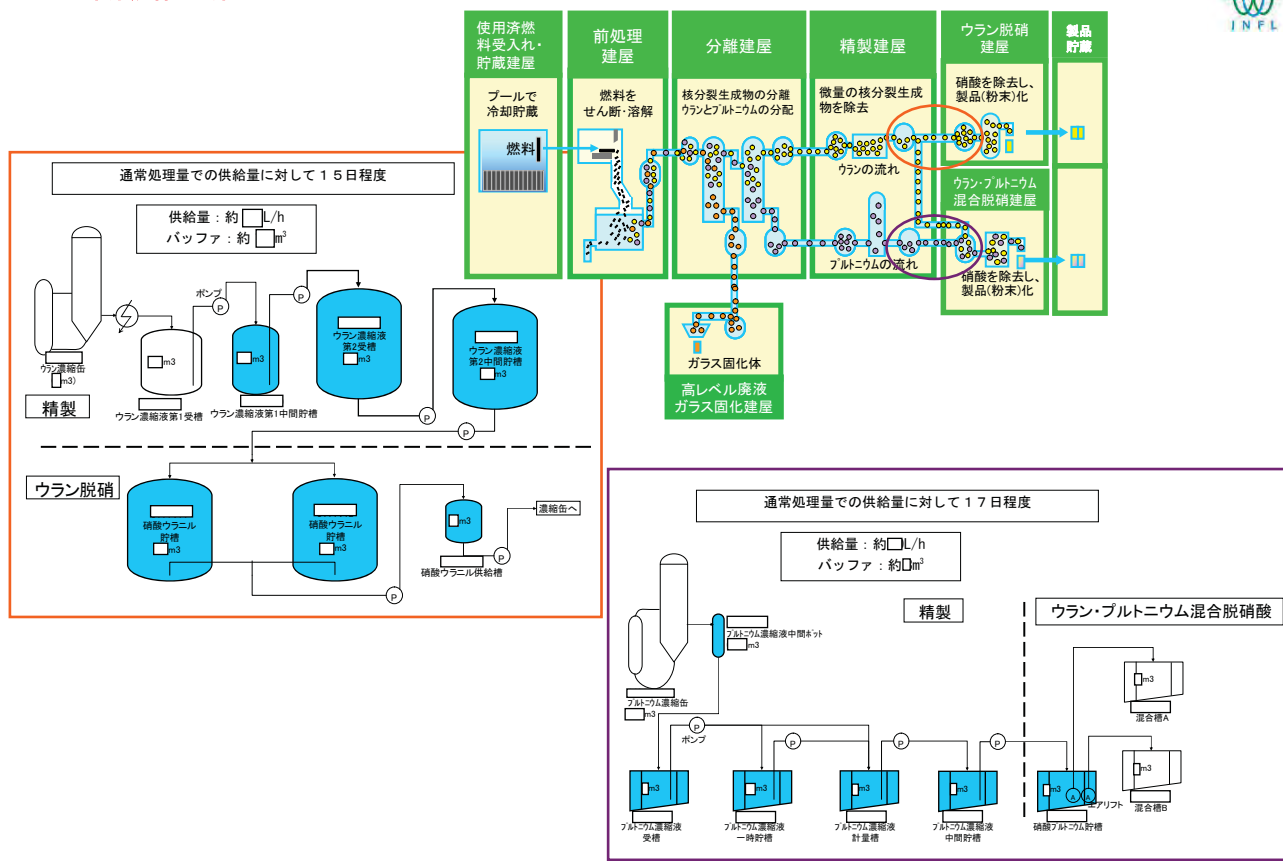 JNFL
使用済燃
料受入れ・
貯蔵建屋
前処理
建屋
分離建屋
精製建屋
ウラン脱硝
建屋
製品
貯蔵
プールで
冷却貯蔵
燃料
燃料を
せん断・溶解
核分裂生成物の分離
ウランとプルトニウムの分配
微量の核分裂生成
物を除去
硝酸を除去し、
製品(粉末)化
ウランの流れ
ウラン・プルトニウム
混合脱硝建屋
プルトニウムの流れ
硝酸を除去し、
製品(粉末)化
ガラス固化体
高レベル廃液
ガラス固化建屋
通常処理量での供給量に対して15日程度
供給量:約 L/h
バッファ:約 m³
ポンプ
P
P
P
P
P
P
P
ウラン濃縮缶
m3)
精製
m3
ウラン濃縮液第1受槽
m3
ウラン濃縮液第1中間貯槽
ウラン濃縮液
第2受槽
m3
ウラン濃縮液
第2中間貯槽
m3
ウラン脱硝
硝酸ウラニル
貯槽
m3
硝酸ウラニル
貯槽
m3
m3
硝酸ウラニル供給槽
濃縮缶へ
通常処理量での供給量に対して17日程度
供給量:約 L/h
バッファ:約 m³
精製
ウラン・プルトニウム混合脱硝酸
プルトニウム濃縮液中間ポット
m3
プルトニウム濃縮缶
m3
P
ポンプ
P
P
P
m3
プルトニウム濃縮液
受槽
m3
プルトニウム濃縮液
一時貯槽
m3
プルトニウム濃縮液
計量槽
m3
プルトニウム濃縮液
中間貯槽
m3
A
A
エアリフト
硝酸プルトニウム貯槽
m3
混合槽A
m3
混合槽B